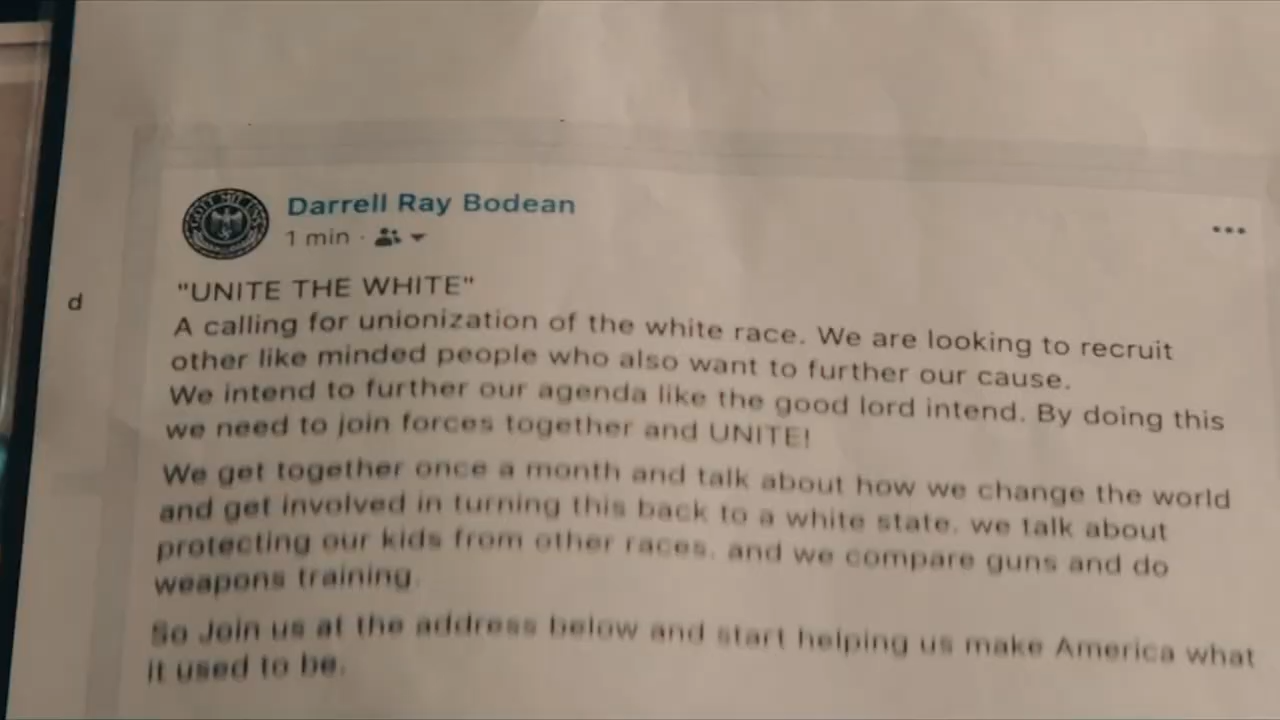 GOTT MIT UNS
Darrell Ray Bodean
1 min ·
d
"UNITE THE WHITE"
A calling for unionization of the white race. We are looking to recruit
other like minded people who also want to further our cause.
We intend to further our agenda like the good lord intend. By doing this
we need to join forces together and UNITE!
We get together once a month and talk about how we change the world
and get involved in turning this back to a white state. we talk about
protecting our kids from other races. and we compare guns and do
weapons training.
So Join us at the address below and start helping us make America what
it used to be.